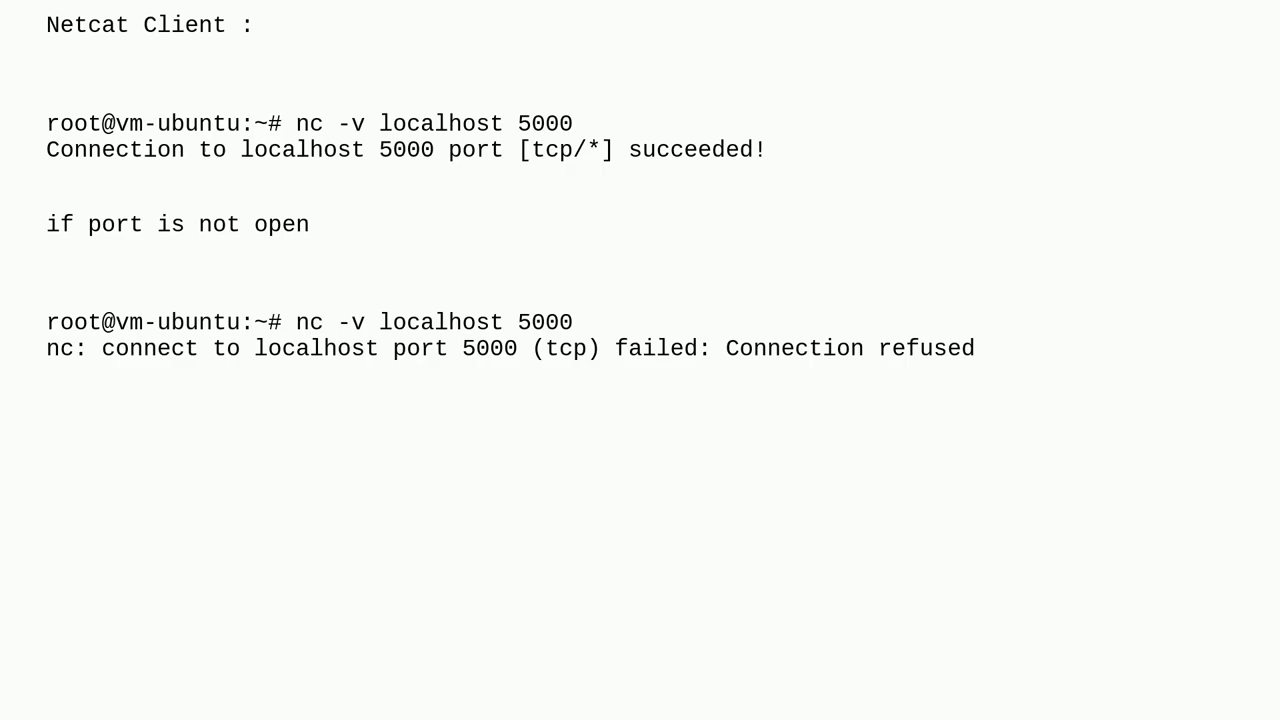 Netcat Client :
root@vm-ubuntu:~# nc -v localhost 5000
Connection to localhost 5000 port [tcp/*] succeeded!
if port is not open
root@vm-ubuntu:~# nc -v localhost 5000
nc: connect to localhost port 5000 (tcp) failed: Connection refused